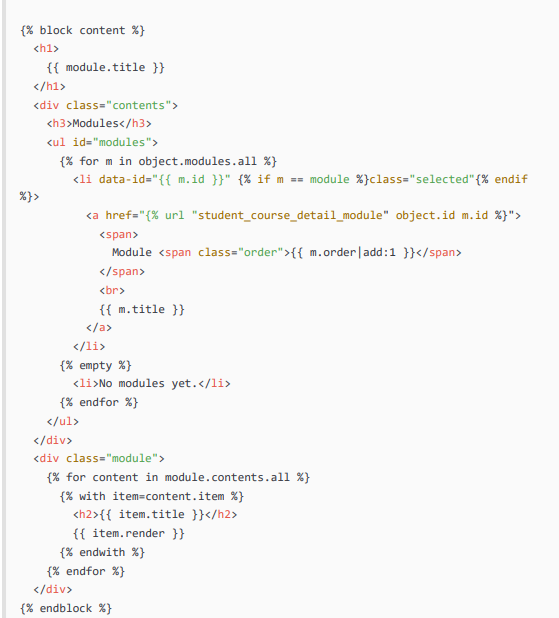 {% block content %}
<h1>
{{ module.title }}
</h1>
<div class="contents">
<h3>Modules</h3>
<ul id="modules">
{% for m in object.modules.all %}
<li data-id="{{ m.id }}" {% if m == module %}class="selected"{% endif
%}>
<a href="{% url "student_course_detail_module" object.id m.id %}">
<span>
Module <span class="order">{{ m.order|add:1 }}</span>
</span>
<br>
{{ m.title }}
</a>
</li>
{% empty %}
<li>No modules yet.</li>
{% endfor %}
</ul>
</div>
<div class="module">
{% for content in module.contents.all %}
{% with item=content.item %}
<h2>{{ item.title }}</h2>
{{ item.render }}
{% endwith %}
{% endfor %}
</div>
{% endblock %}